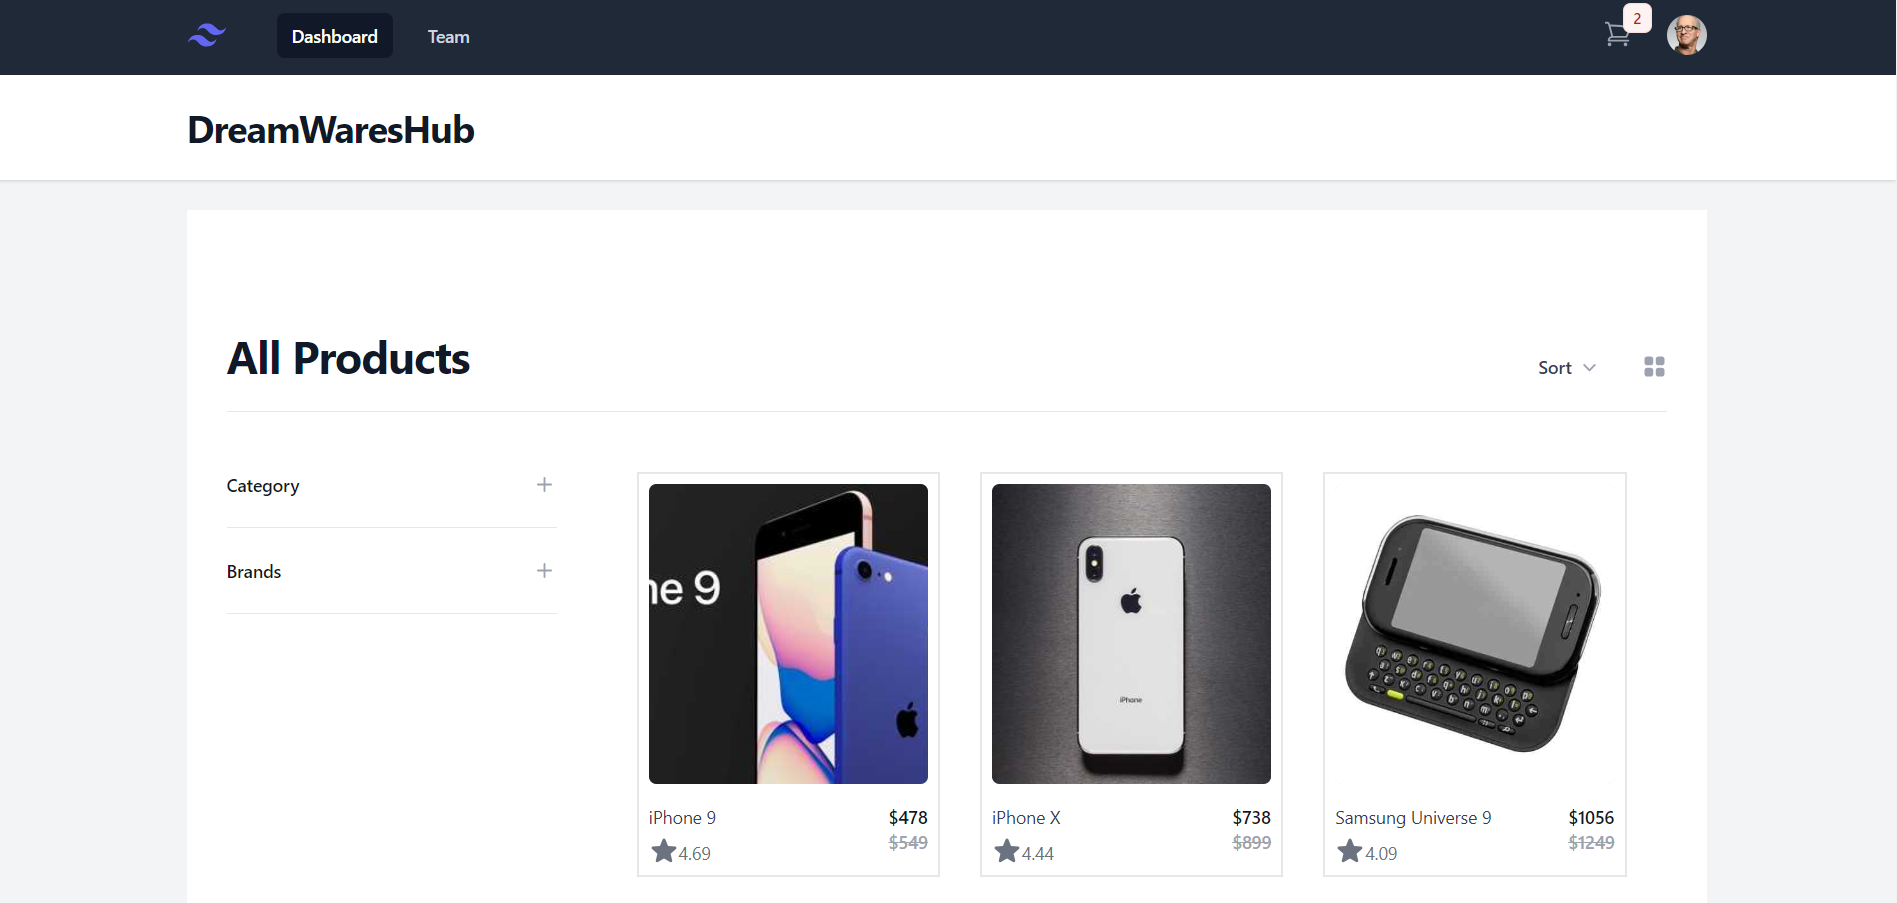 Dashboard
Team
2
DreamWaresHub
All Products
Sort
Category
Brands
ne 9
iPhone
iPhone 9
$478
$549
4.69
iPhone X
$738
$899
4.44
Samsung Universe 9
$1056
$1249
4.09